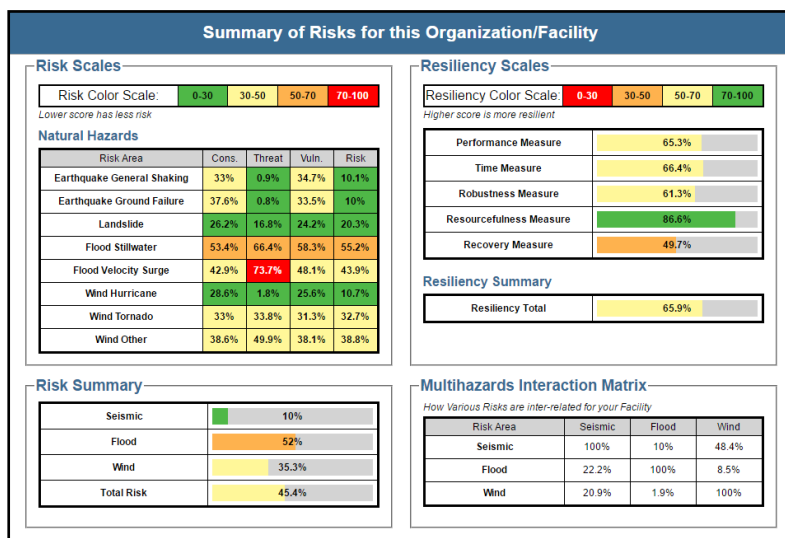 Summary of Risks for this Organization/Facility
Risk Scales
Risk Color Scale: 0-30 30-50 50-70 70-100
Lower score has less risk
Natural Hazards
Risk Area Cons. Threat Vuln. Risk
Earthquake General Shaking 33% 0.9% 34.7% 10.1%
Earthquake Ground Failure 37.6% 0.8% 33.5% 10%
Landslide 26.2% 16.8% 24.2% 20.3%
Flood Stillwater 53.4% 66.4% 58.3% 55.2%
Flood Velocity Surge 42.9% 73.7% 48.1% 43.9%
Wind Hurricane 28.6% 1.8% 25.6% 10.7%
Wind Tornado 33% 33.8% 31.3% 32.7%
Wind Other 38.6% 49.9% 38.1% 38.8%
Resiliency Scales
Resiliency Color Scale: 0-30 30-50 50-70 70-100
Higher score is more resilient
Performance Measure 65.3%
Time Measure 66.4%
Robustness Measure 61.3%
Resourcefulness Measure 86.6%
Recovery Measure 49.7%
Resiliency Summary
Resiliency Total 65.9%
Risk Summary
Seismic 10%
Flood 52%
Wind 35.3%
Total Risk 45.4%
Multihazards Interaction Matrix
How Various Risks are inter-related for your Facility
Risk Area Seismic Flood Wind
Seismic 100% 10% 48.4%
Flood 22.2% 100% 8.5%
Wind 20.9% 1.9% 100%